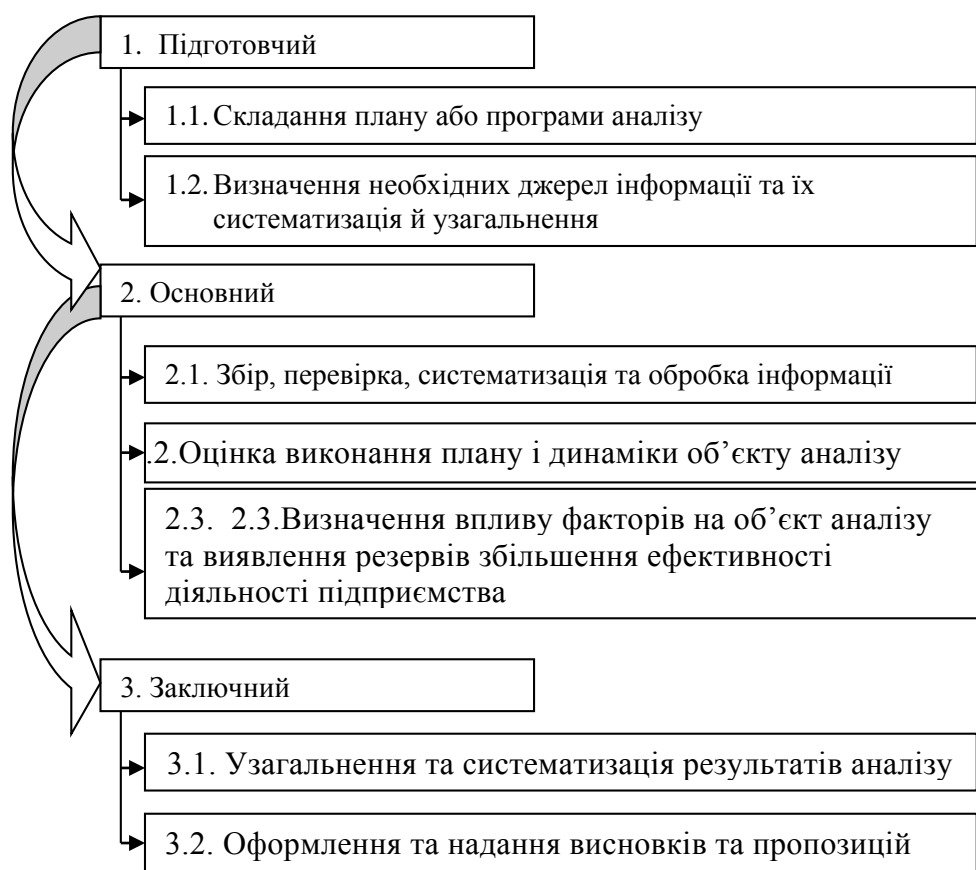 1. Підготовчий
1.1. Складання плану або програми аналізу
1.2. Визначення необхідних джерел інформації та їх
систематизація й узагальнення
2. Основний
2.1. Збір, перевірка, систематизація та обробка інформації
.2.Оцінка виконання плану і динаміки об’єкту аналізу
2.3. 2.3.Визначення впливу факторів на об’єкт аналізу
та виявлення резервів збільшення ефективності
діяльності підприємства
3. Заключний
3.1. Узагальнення та систематизація результатів аналізу
3.2. Оформлення та надання висновків та пропозицій